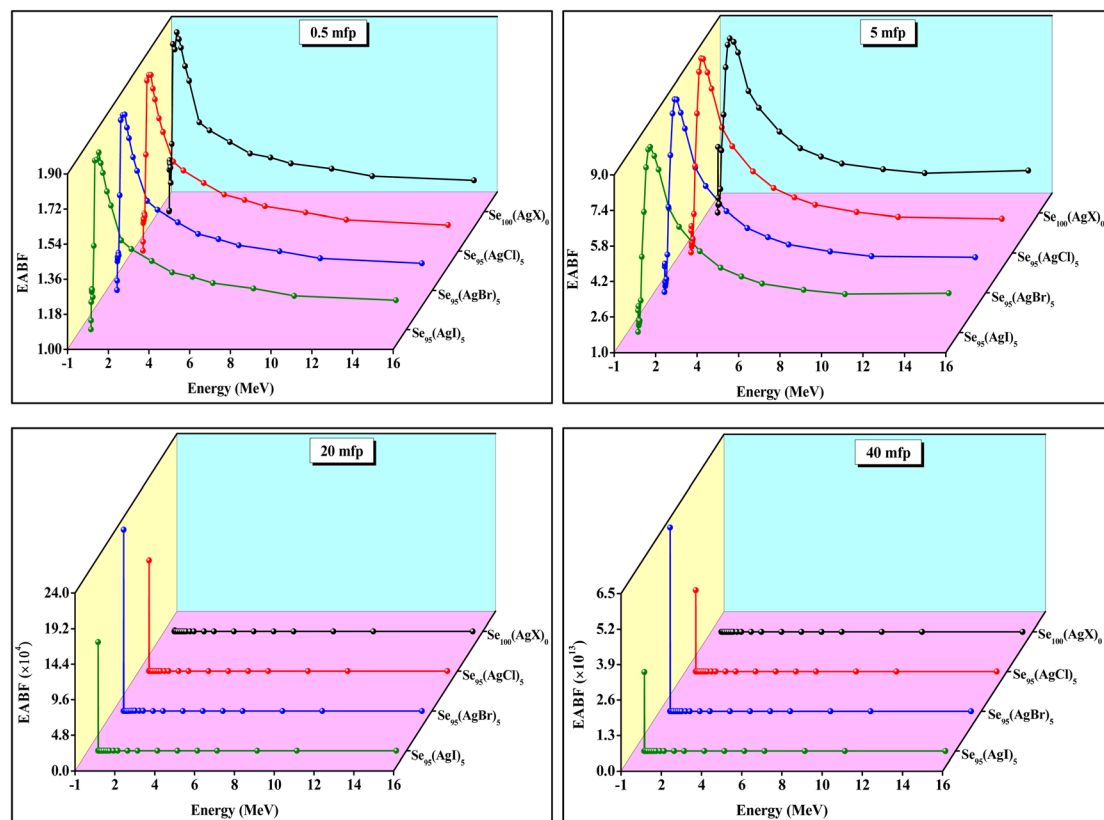 0.5 mfp
EABF
1.90
1.72
1.54
1.36
1.18
1.00
-1 2 4 6 8 10 12 14 16
Energy (MeV)
Se₁₀₀(AgX)₀
Se₉₅(AgCl)₅
Se₉₅(AgBr)₅
Se₉₅(AgI)₅
5 mfp
EABF
9.0
7.4
5.8
4.2
2.6
1.0
-1 2 4 6 8 10 12 14 16
Energy (MeV)
Se₁₀₀(AgX)₀
Se₉₅(AgCl)₅
Se₉₅(AgBr)₅
Se₉₅(AgI)₅
20 mfp
EABF (×10⁴)
24.0
19.2
14.4
9.6
4.8
0.0
-1 2 4 6 8 10 12 14 16
Energy (MeV)
Se₁₀₀(AgX)₀
Se₉₅(AgCl)₅
Se₉₅(AgBr)₅
Se₉₅(AgI)₅
40 mfp
EABF (×10¹³)
6.5
5.2
3.9
2.6
1.3
0.0
-1 2 4 6 8 10 12 14 16
Energy (MeV)
Se₁₀₀(AgX)₀
Se₉₅(AgCl)₅
Se₉₅(AgBr)₅
Se₉₅(AgI)₅